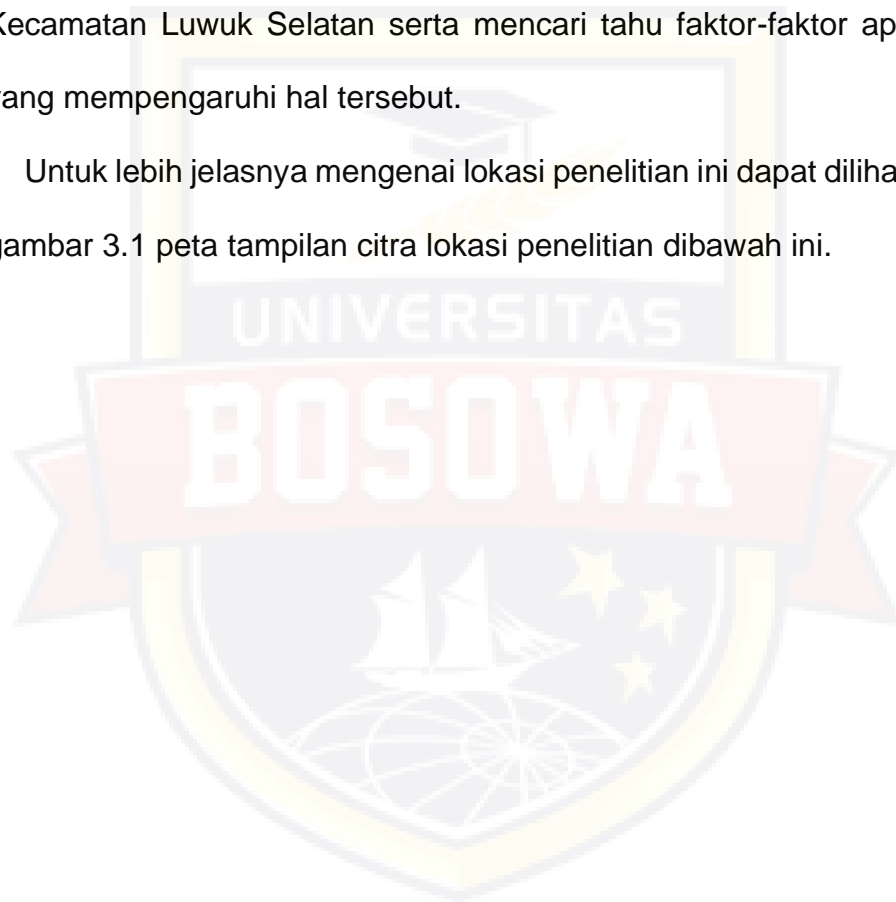 Kecamatan Luwuk Selatan serta mencari tahu faktor-faktor ap
yang mempengaruhi hal tersebut.
Untuk lebih jelasnya mengenai lokasi penelitian ini dapat diliha
gambar 3.1 peta tampilan citra lokasi penelitian dibawah ini.
UNIVERSITAS
BOSOWA